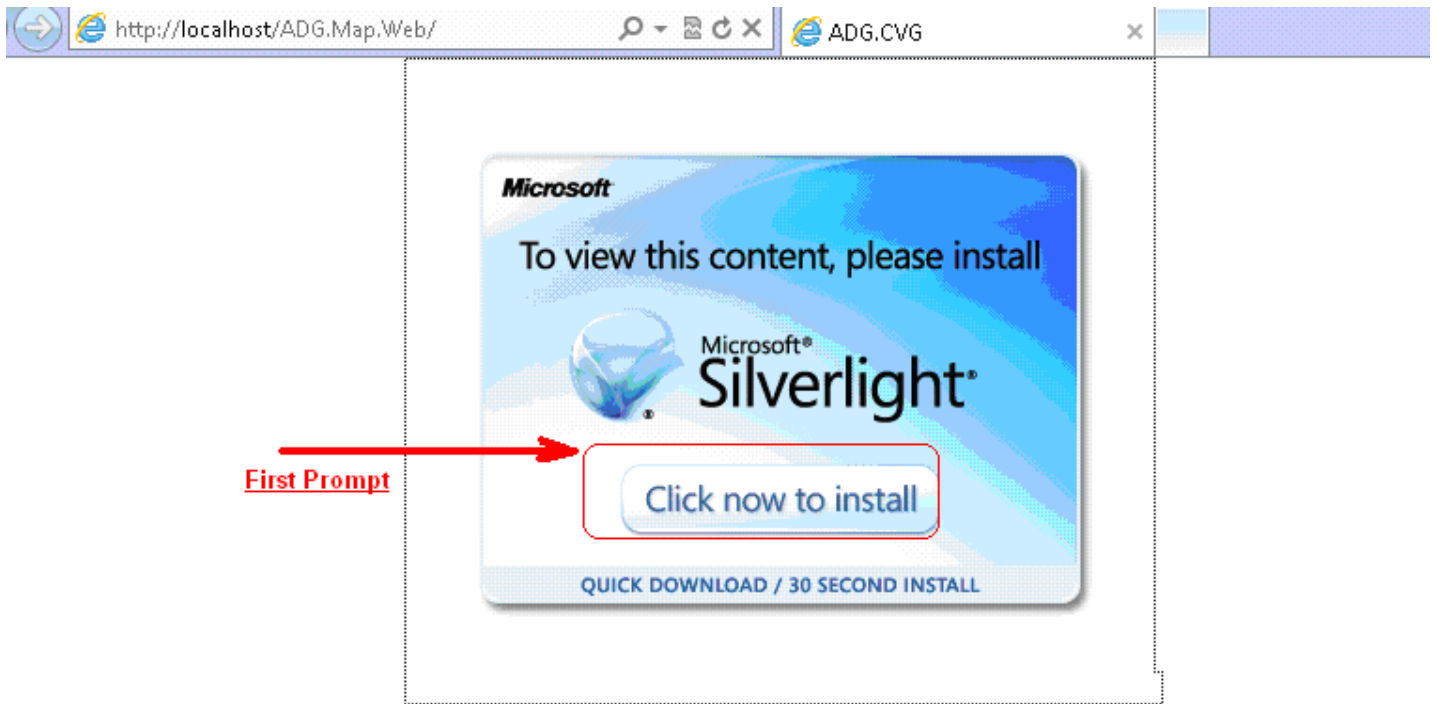 http://localhost/ADG.Map.Web/
ADG.CVG
Microsoft
To view this content, please install
Microsoft®
Silverlight®
First Prompt
Click now to install
QUICK DOWNLOAD / 30 SECOND INSTALL